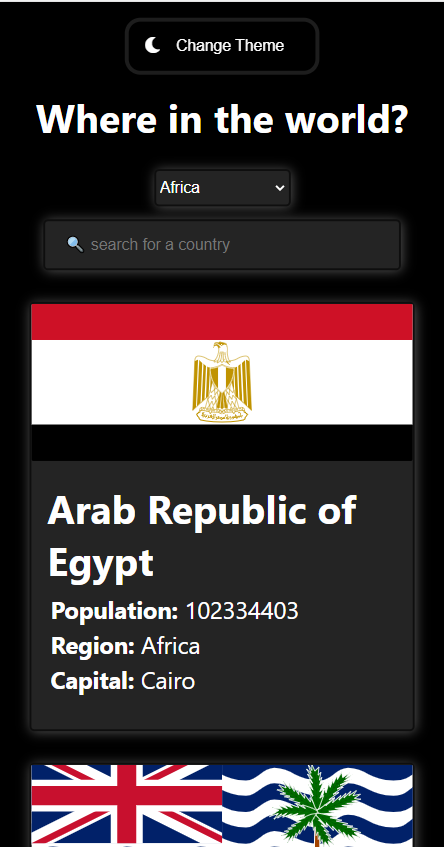 Change Theme
Where in the world?
Africa
search for a country
Arab Republic of
Egypt
Population: 102334403
Region: Africa
Capital: Cairo